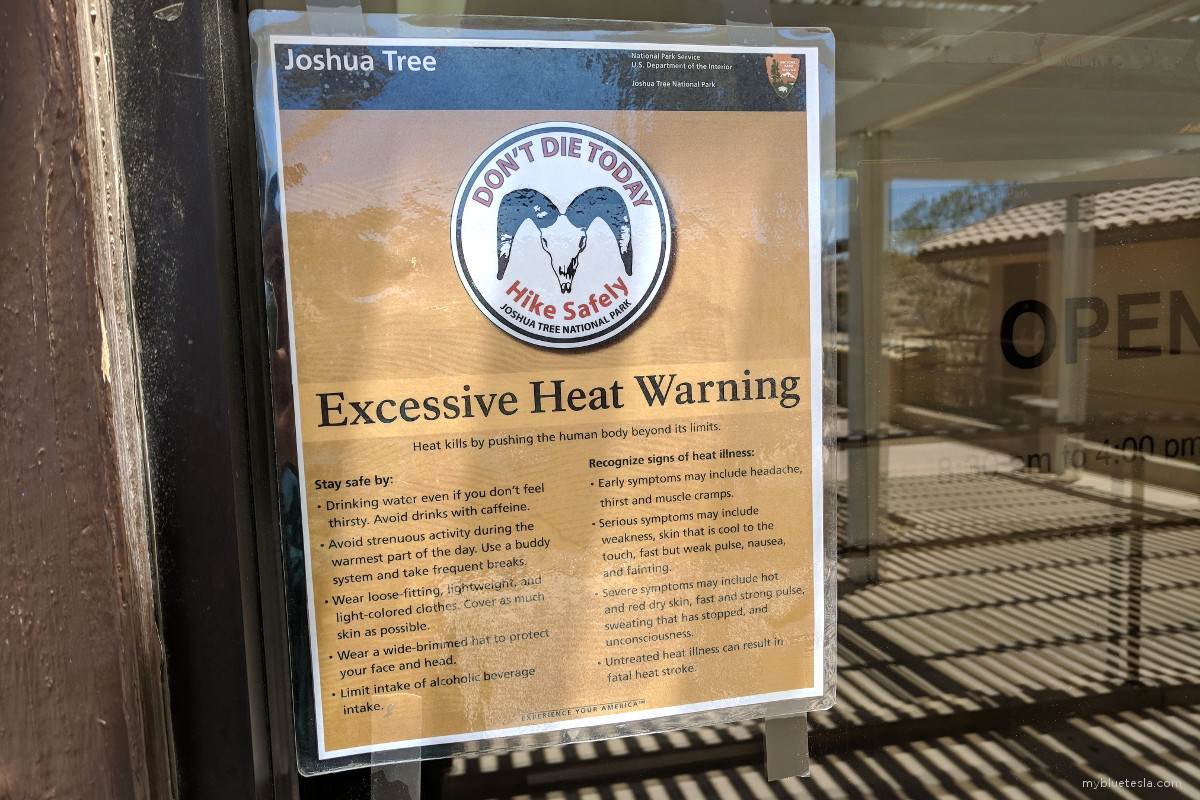 Joshua Tree
National Park Service
U.S. Department of the Interior
Joshua Tree National Park
DON'T DIE TODAY
Hike Safely
JOSHUA TREE NATIONAL PARK
Excessive Heat Warning
Heat kills by pushing the human body beyond its limits.
Stay safe by:
• Drinking water even if you don't feel
thirsty. Avoid drinks with caffeine.
• Avoid strenuous activity during the
warmest part of the day. Use a buddy
system and take frequent breaks.
• Wear loose-fitting, lightweight, and
light-colored clothes. Cover as much
skin as possible.
• Wear a wide-brimmed hat to protect
your face and head.
• Limit intake of alcoholic beverage
intake.
Recognize signs of heat illness:
• Early symptoms may include headache,
thirst and muscle cramps.
• Serious symptoms may include
weakness, skin that is cool to the
touch, fast but weak pulse, nausea,
and fainting.
• Severe symptoms may include hot
and red dry skin, fast and strong pulse,
sweating that has stopped, and
unconsciousness.
• Untreated heat illness can result in
fatal heat stroke.
EXPERIENCE YOUR AMERICA™
OPEN
am to 4:00 pm
mybluetesla.com